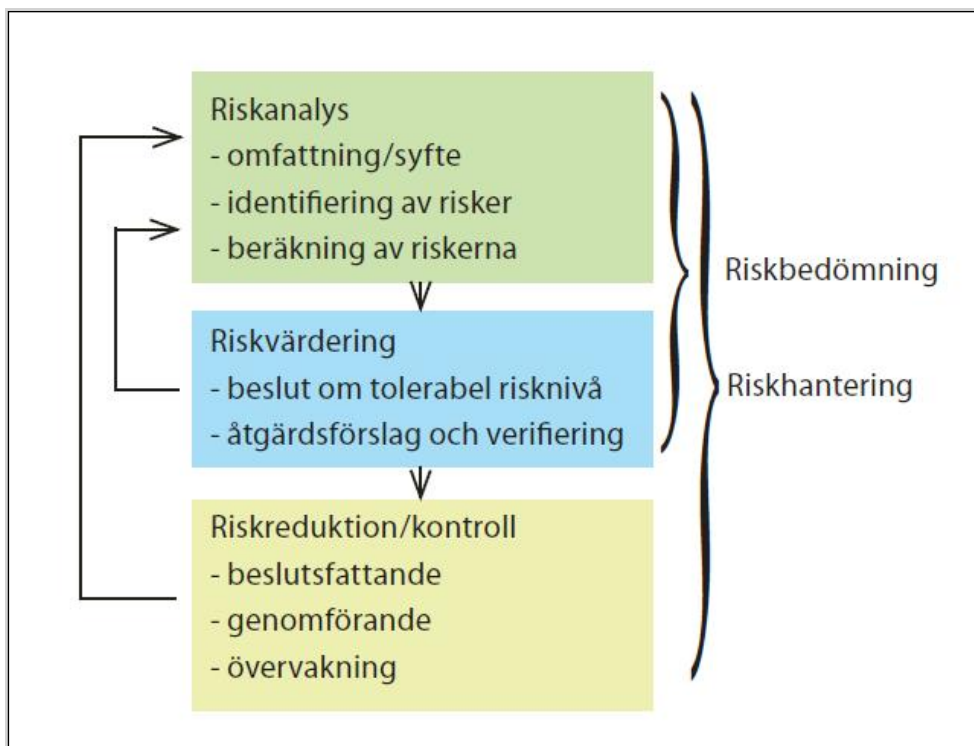 Riskanalys
- omfattning/syfte
- identifiering av risker
- beräkning av riskerna
Riskvärdering
- beslut om tolerabel risknivå
- åtgärdsförslag och verifiering
Riskreduktion/kontroll
- beslutsfattande
- genomförande
- övervakning
Riskbedömning
Riskhantering